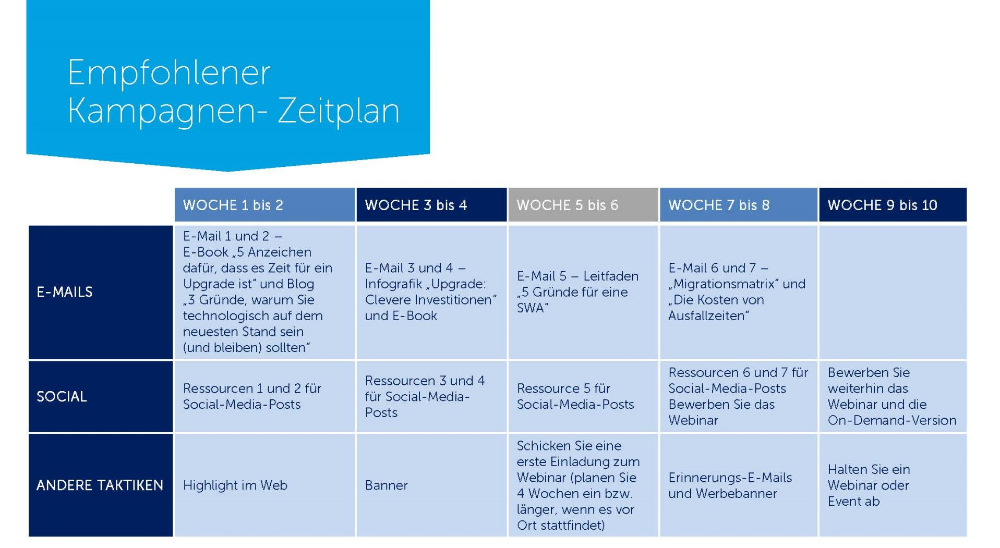 Empfohlener
Kampagnen- Zeitplan
WOCHE 1 bis 2
WOCHE 3 bis 4
WOCHE 5 bis 6
WOCHE 7 bis 8
WOCHE 9 bis 10
E-MAILS
E-Mail 1 und 2 –
E-Book „5 Anzeichen
dafür, dass es Zeit für ein
Upgrade ist“ und Blog
„3 Gründe, warum Sie
technologisch auf dem
neuesten Stand sein
(und bleiben) sollten“
E-Mail 3 und 4 –
Infografik „Upgrade:
Clevere Investitionen“
und E-Book
E-Mail 5 – Leitfaden
„5 Gründe für eine
SWA“
E-Mail 6 und 7 –
„Migrationsmatrix“ und
„Die Kosten von
Ausfallzeiten“
SOCIAL
Ressourcen 1 und 2 für
Social-Media-Posts
Ressourcen 3 und 4
für Social-Media-
Posts
Ressource 5 für
Social-Media-Posts
Ressourcen 6 und 7 für
Social-Media-Posts
Bewerben Sie das
Webinar
Bewerben Sie
weiterhin das
Webinar und die
On-Demand-Version
ANDERE TAKTIKEN
Highlight im Web
Banner
Schicken Sie eine
erste Einladung zum
Webinar (planen Sie
4 Wochen ein bzw.
länger, wenn es vor
Ort stattfindet)
Erinnerungs-E-Mails
und Werbebanner
Halten Sie ein
Webinar oder
Event ab